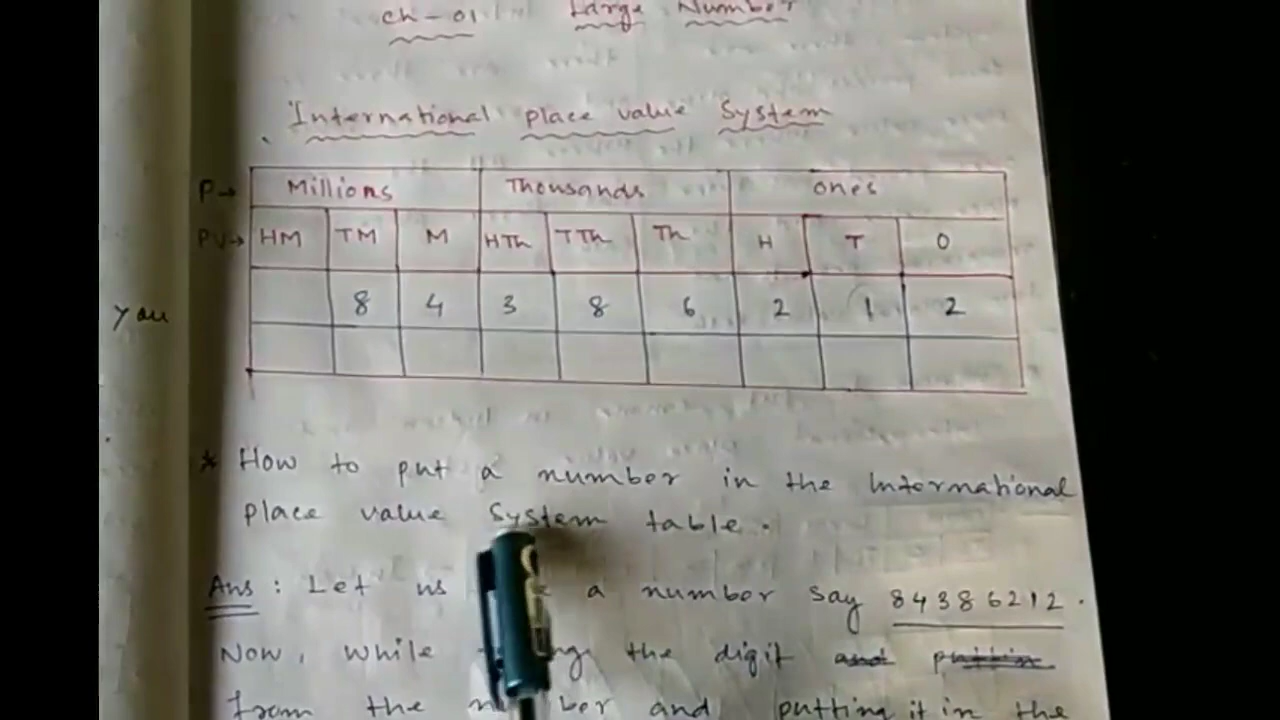 Ch-01 Large Number
International place value System
P→ Millions Thousands ones
PV→ HM TM M HTh TTh Th H T O
8 4 3 8 6 2 1 2
you
* How to put a number in the International
place value System table.
Ans : Let us a number say 84386212.
Now, while the digit and
from the and putting it in the